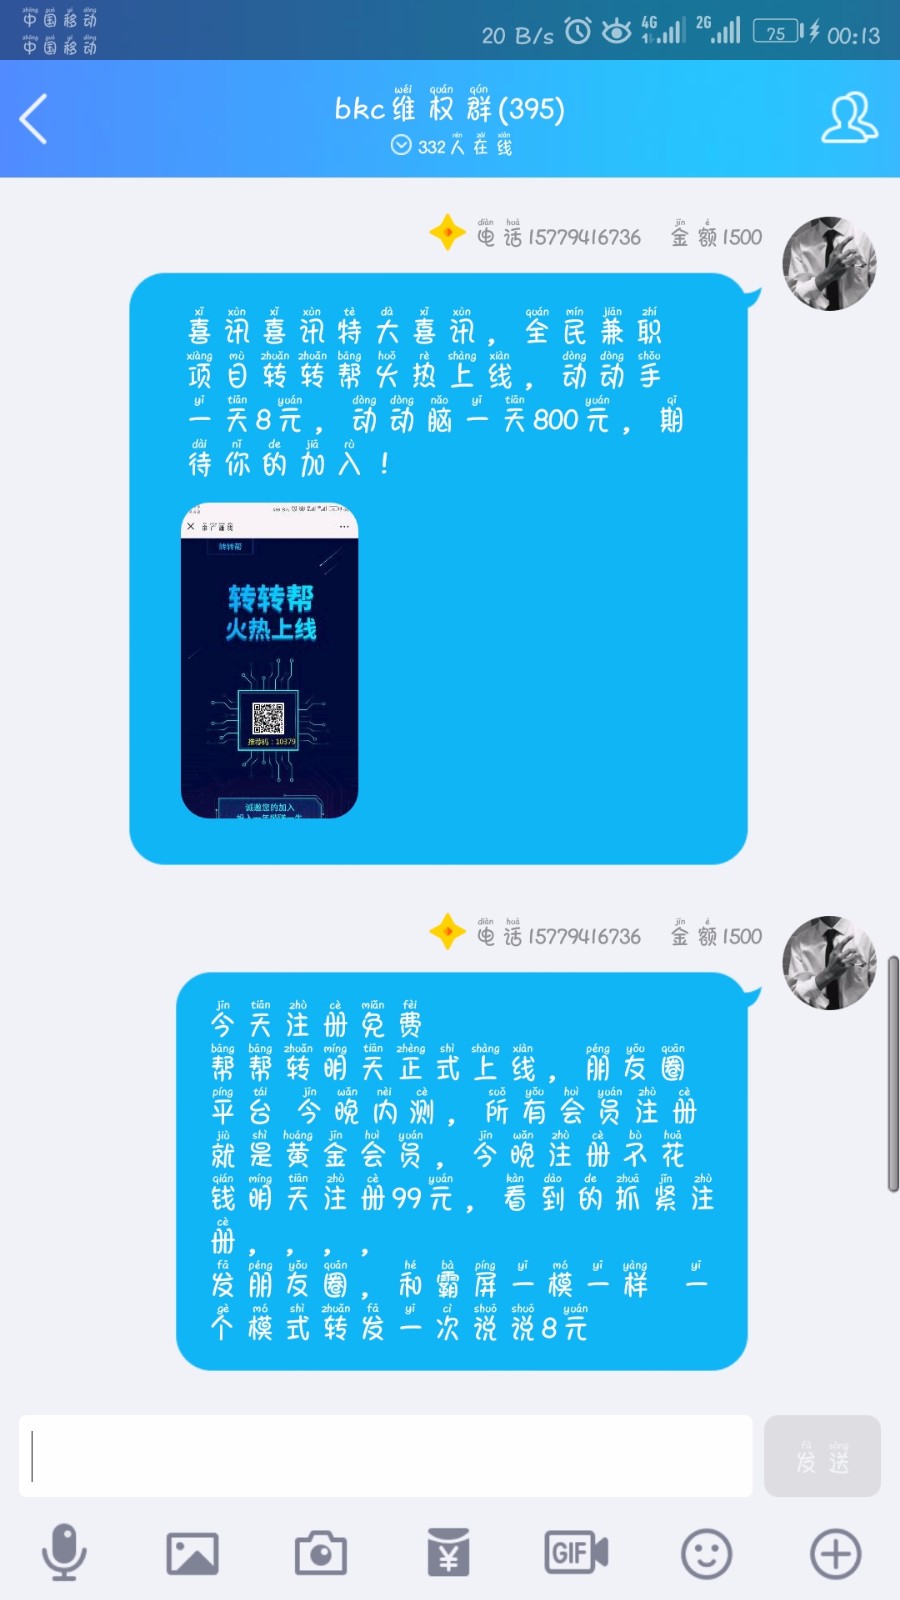 中国移动
中国移动
20 B/s 4G 2G 75 00:13
bkc维权群(395)
332人在线
电话15779416736 金额1500
喜讯喜讯特大喜讯，全民兼职
项目转转帮火热上线，动动手
一天8元，动动脑一天800元，期
待你的加入！
转转帮
转转帮
火热上线
推荐码：10379
诚邀您的加入
电话15779416736 金额1500
今天注册免费
帮帮转明天正式上线，朋友圈
平台 今晚内测，所有会员注册
就是黄金会员，今晚注册不花
钱明天注册99元，看到的抓紧注
册，，，，
发朋友圈，和霸屏一模一样 一
个模式转发一次说说8元
发送
GIF